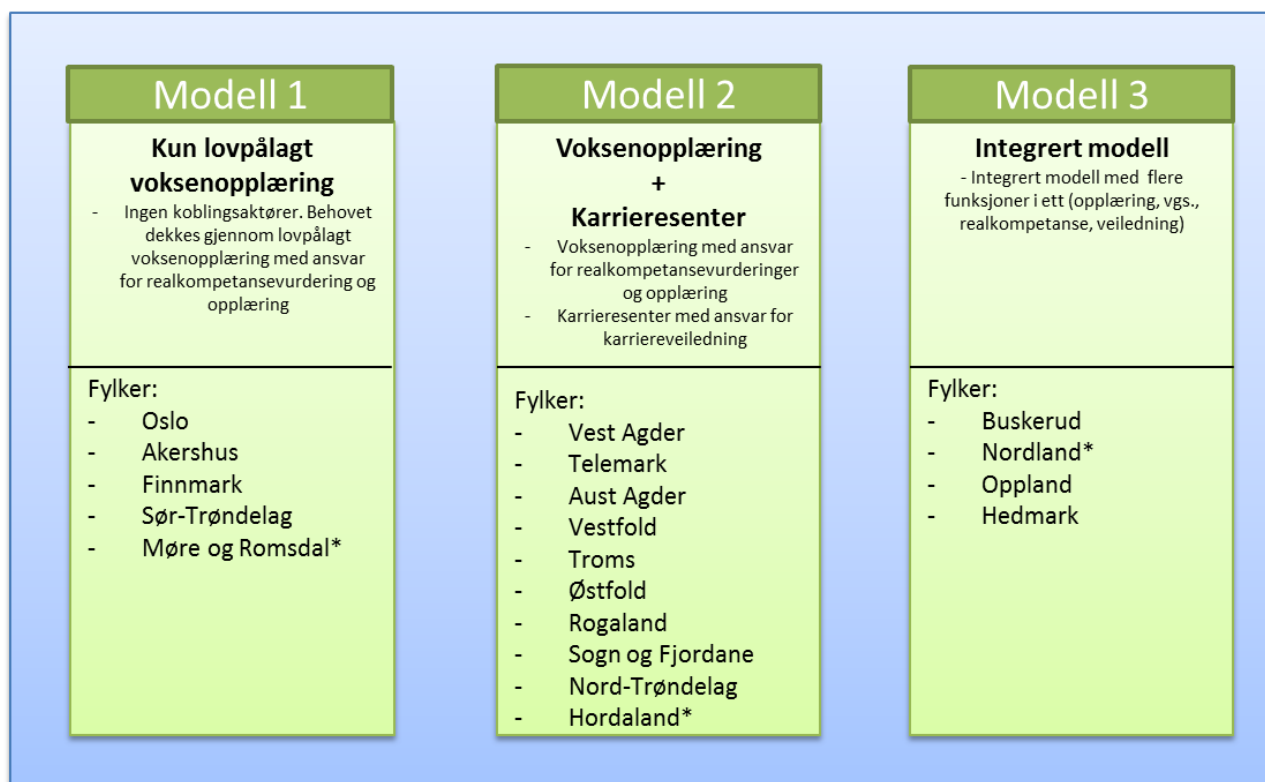 Modell 1
Kun lovpålagt
voksenopplæring
- Ingen koblingsaktører. Behovet
dekkes gjennom lovpålagt
voksenopplæring med ansvar
for realkompetansevurdering og
opplæring
Fylker:
- Oslo
- Akershus
- Finnmark
- Sør-Trøndelag
- Møre og Romsdal*
Modell 2
Voksenopplæring
+
Karrieresenter
- Voksenopplæring med ansvar
for realkompetansevurderinger
og opplæring
- Karrieresenter med ansvar for
karriereveiledning
Fylker:
- Vest Agder
- Telemark
- Aust Agder
- Vestfold
- Troms
- Østfold
- Rogaland
- Sogn og Fjordane
- Nord-Trøndelag
- Hordaland*
Modell 3
Integrert modell
- Integrert modell med flere
funksjoner i ett (opplæring, vgs.,
realkompetanse, veiledning)
Fylker:
- Buskerud
- Nordland*
- Oppland
- Hedmark